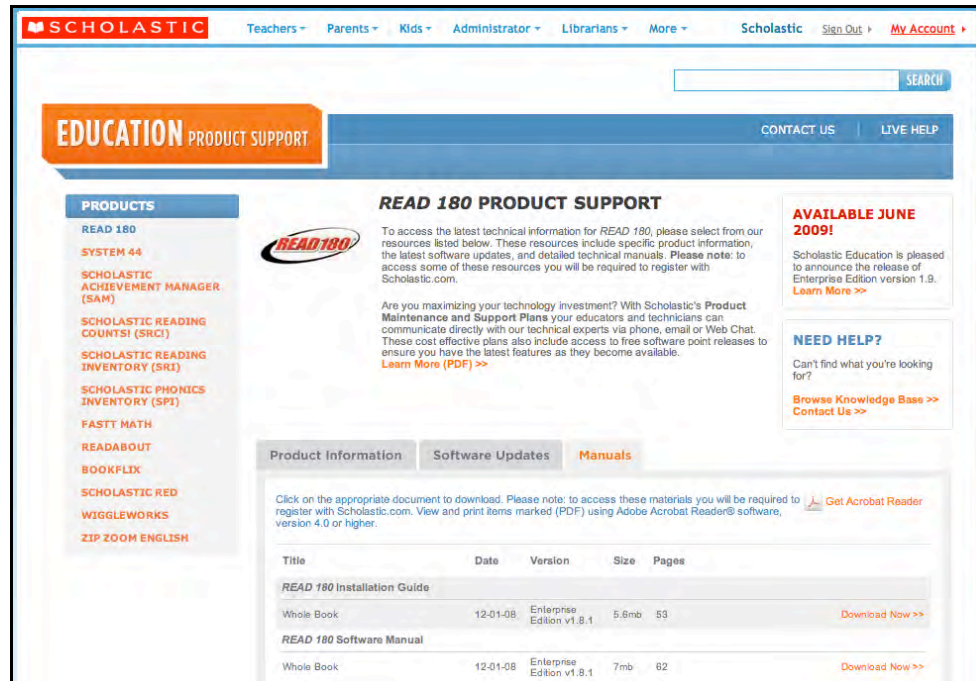 SCHOLASTIC
Teachers Parents Kids Administrator Librarians More Scholastic Sign Out My Account
SEARCH
EDUCATION PRODUCT SUPPORT
CONTACT US LIVE HELP
PRODUCTS
READ 180
SYSTEM 44
SCHOLASTIC
ACHIEVEMENT MANAGER
(SAM)
SCHOLASTIC READING
COUNTS! (SRC!)
SCHOLASTIC READING
INVENTORY (SRI)
SCHOLASTIC PHONICS
INVENTORY (SPI)
FASTT MATH
READABOUT
BOOKFLIX
SCHOLASTIC RED
WIGGLEWORKS
ZIP ZOOM ENGLISH
READ180
READ 180 PRODUCT SUPPORT
To access the latest technical information for READ 180, please select from our
resources listed below. These resources include specific product information,
the latest software updates, and detailed technical manuals. Please note: to
access some of these resources you will be required to register with
Scholastic.com.
Are you maximizing your technology investment? With Scholastic's Product
Maintenance and Support Plans your educators and technicians can
communicate directly with our technical experts via phone, email or Web Chat.
These cost effective plans also include access to free software point releases to
ensure you have the latest features as they become available.
Learn More (PDF) >>
AVAILABLE JUNE
2009!
Scholastic Education is pleased
to announce the release of
Enterprise Edition version 1.9.
Learn More >>
NEED HELP?
Can't find what you're looking
for?
Browse Knowledge Base >>
Contact Us >>
Product Information Software Updates Manuals
Click on the appropriate document to download. Please note: to access these materials you will be required to
register with Scholastic.com. View and print items marked (PDF) using Adobe Acrobat Reader® software,
version 4.0 or higher.
Get Acrobat Reader
Title Date Version Size Pages
READ 180 Installation Guide
Whole Book 12-01-08 Enterprise Edition v1.8.1 5.6mb 53 Download Now >>
READ 180 Software Manual
Whole Book 12-01-08 Enterprise Edition v1.8.1 7mb 62 Download Now >>